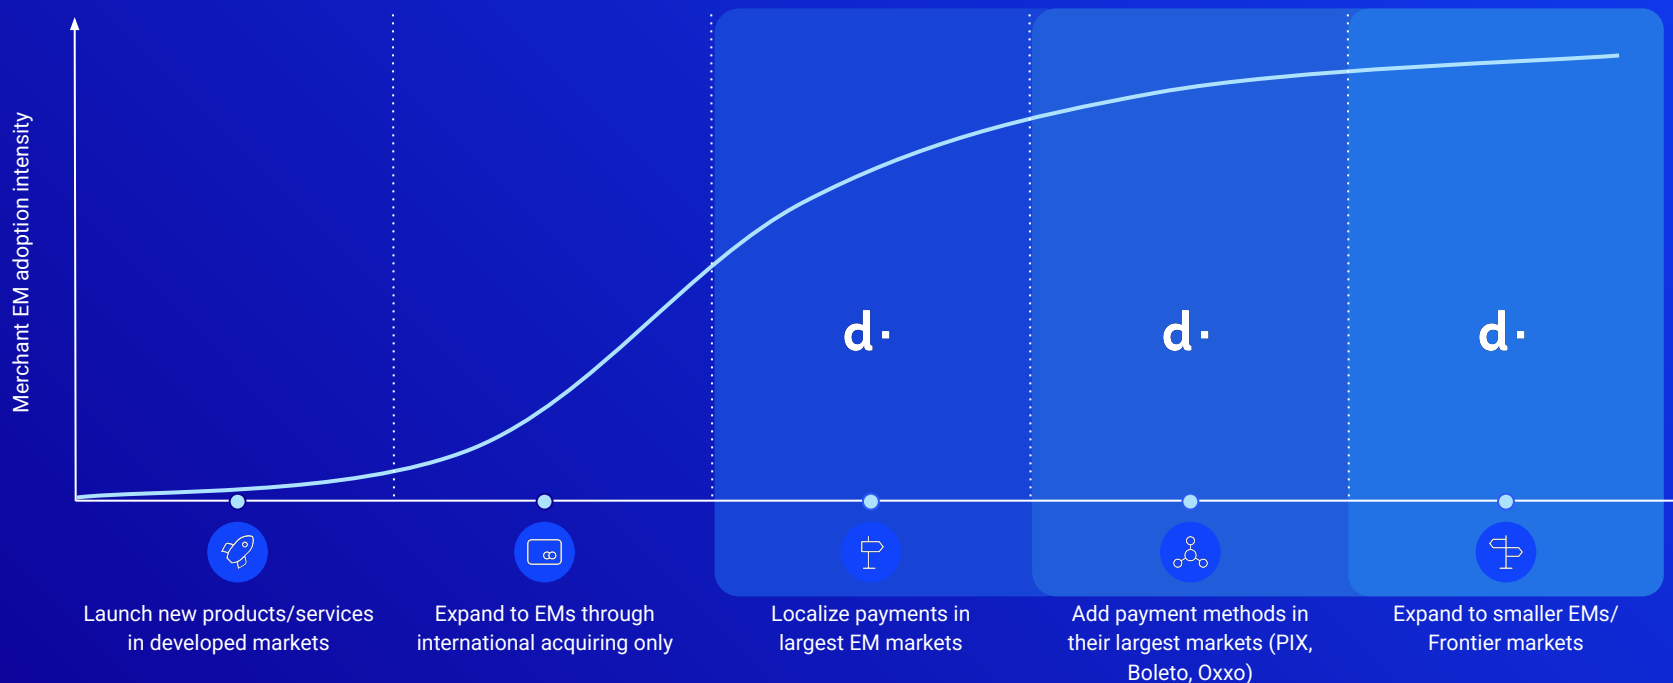 Merchant EM adoption intensity
d·
d·
d·
Launch new products/services
in developed markets
Expand to EMs through
international acquiring only
Localize payments in
largest EM markets
Add payment methods in
their largest markets (PIX,
Boleto, Oxxo)
Expand to smaller EMs/
Frontier markets